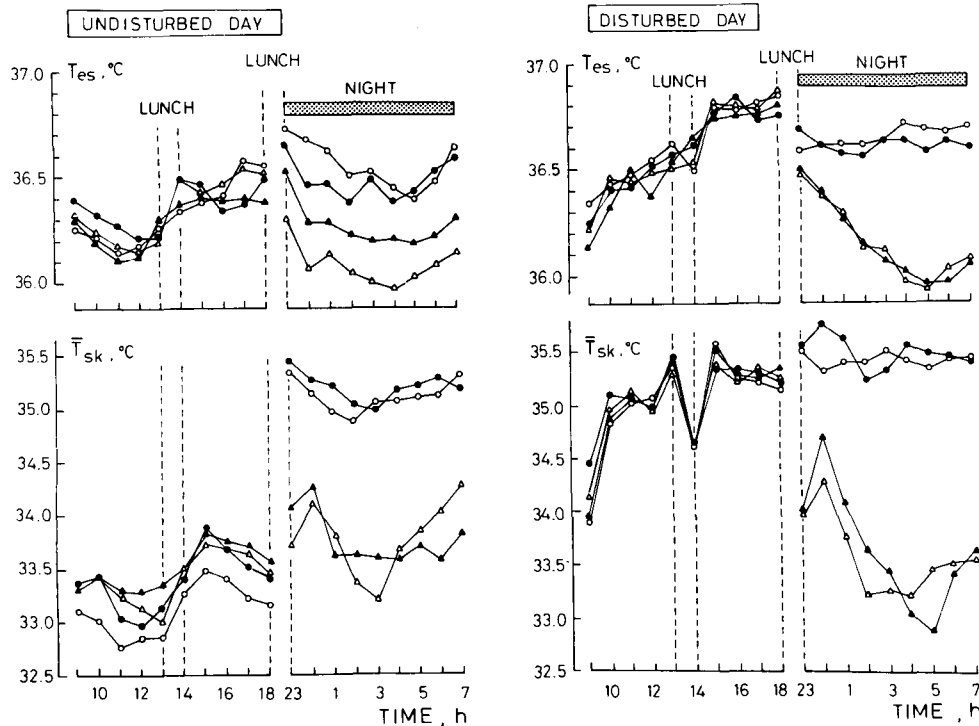 UNDISTURBED DAY
DISTURBED DAY
Tes, °C
LUNCH
LUNCH
NIGHT
37.0
36.5
36.0
Tes, °C
LUNCH
LUNCH
NIGHT
37.0
36.5
36.0
T̅sk, °C
35.5
35.0
34.5
34.0
33.5
33.0
32.5
10 12 14 16 18 23 1 3 5 7
TIME, h
T̅sk, °C
35.5
35.0
34.5
34.0
33.5
33.0
32.5
10 12 14 16 18 23 1 3 5 7
TIME, h